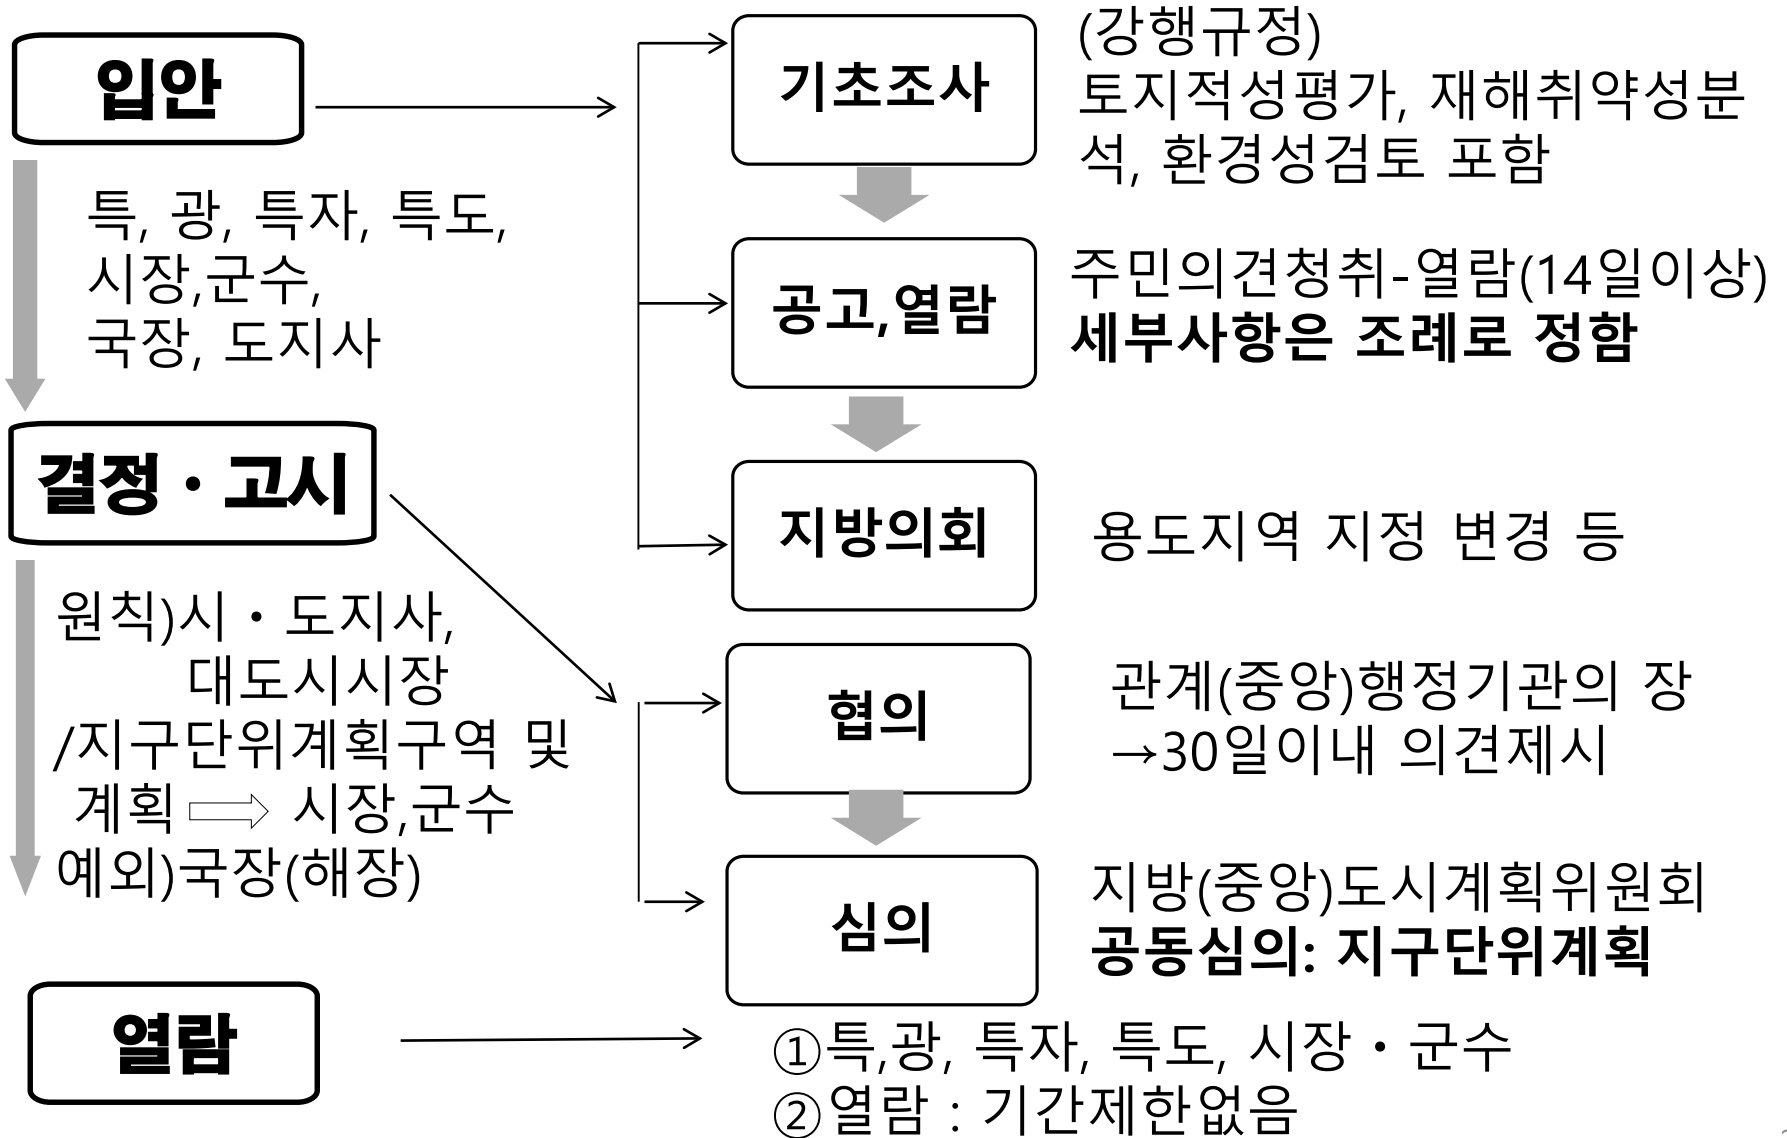 입안
특, 광, 특자, 특도,
시장,군수,
국장, 도지사
결정・고시
원칙)시・도지사,
대도시시장
/지구단위계획구역 및
계획 시장,군수
예외)국장(해장)
열람
기초조사
(강행규정)
토지적성평가, 재해취약성분
석, 환경성검토 포함
공고,열람
주민의견청취-열람(14일이상)
세부사항은 조례로 정함
지방의회
용도지역 지정 변경 등
협의
관계(중앙)행정기관의 장
→30일이내 의견제시
심의
지방(중앙)도시계획위원회
공동심의: 지구단위계획
①특,광, 특자, 특도, 시장・군수
②열람 : 기간제한없음